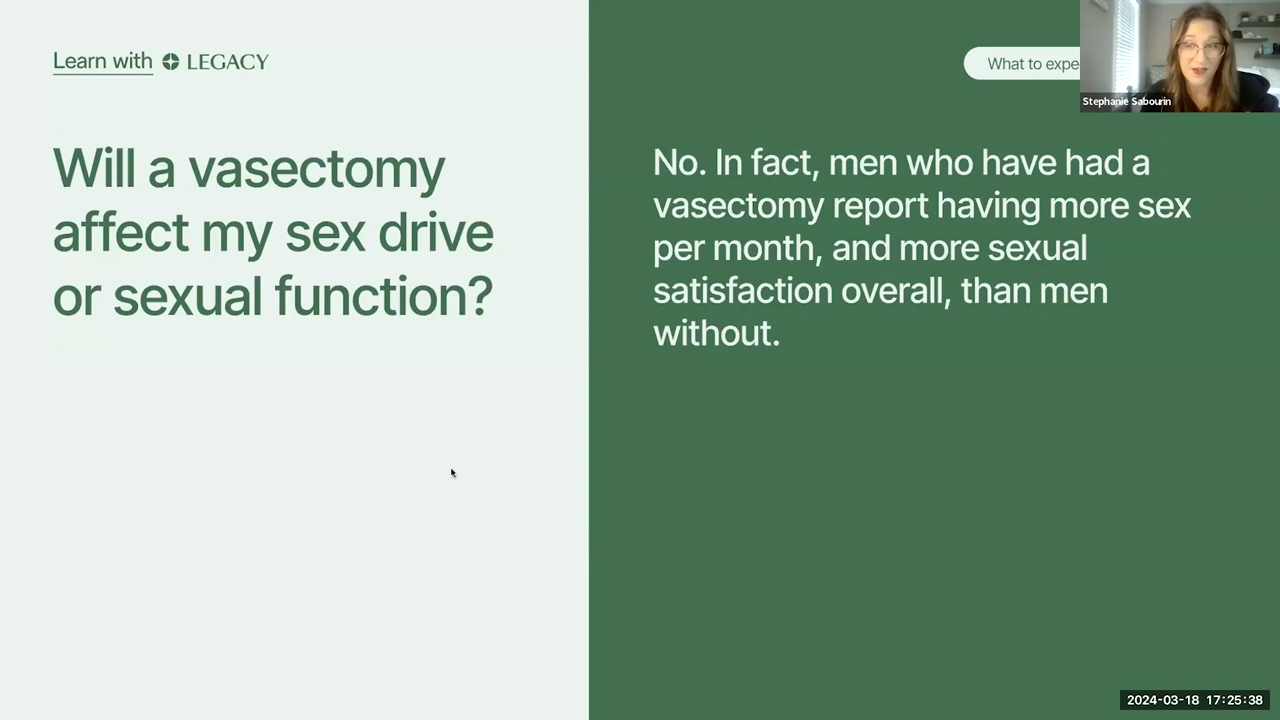 Learn with LEGACY
What to expe
Stephanie Sabourin
Will a vasectomy
affect my sex drive
or sexual function?
No. In fact, men who have had a
vasectomy report having more sex
per month, and more sexual
satisfaction overall, than men
without.
2024-03-18 17:25:38